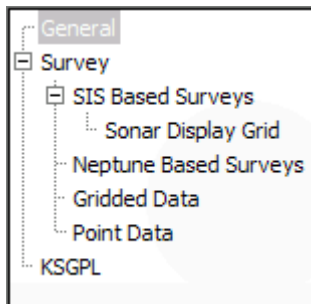 General
Survey
SIS Based Surveys
Sonar Display Grid
Neptune Based Surveys
Gridded Data
Point Data
KSGPL